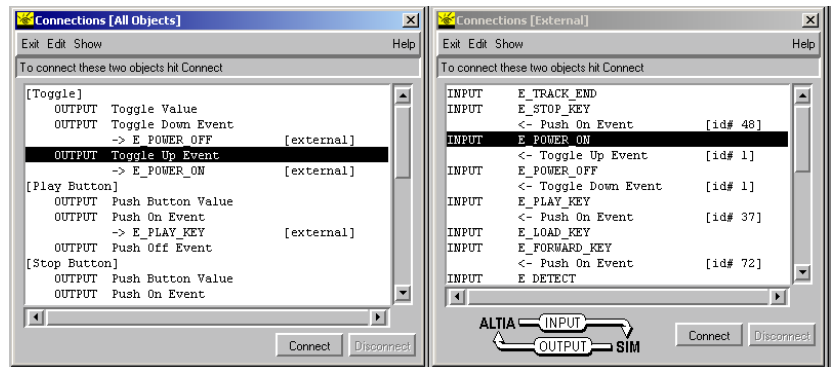 Connections [All Objects]
Exit Edit Show Help
To connect these two objects hit Connect
[Toggle]
OUTPUT Toggle Value
OUTPUT Toggle Down Event
-> E_POWER_OFF [external]
OUTPUT Toggle Up Event
-> E_POWER_ON [external]
[Play Button]
OUTPUT Push Button Value
OUTPUT Push On Event
-> E_PLAY_KEY [external]
OUTPUT Push Off Event
[Stop Button]
OUTPUT Push Button Value
OUTPUT Push On Event
Connect Disconnect
Connections [External]
Exit Edit Show Help
To connect these two objects hit Connect
INPUT E_TRACK_END
INPUT E_STOP_KEY
<- Push On Event [id# 48]
INPUT E_POWER_ON
<- Toggle Up Event [id# 1]
INPUT E_POWER_OFF
<- Toggle Down Event [id# 1]
INPUT E_PLAY_KEY
<- Push On Event [id# 37]
INPUT E_LOAD_KEY
INPUT E_FORWARD_KEY
<- Push On Event [id# 72]
INPUT E_DETECT
ALTIA INPUT
OUTPUT SIM
Connect Disconnect